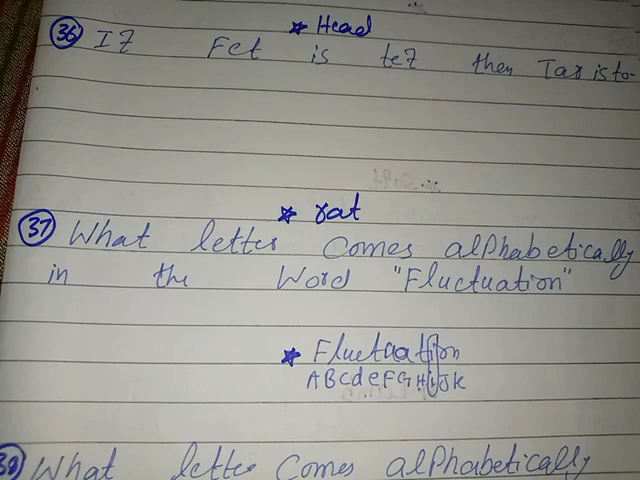 * Head
36 IZ Fet is teZ then Tar is to-
* rat
37 What letter comes alphabetically
in the Word "Fluctuation"
* Fluctuation
ABCdeFGHIJK
38 What letter Comes alphabetically